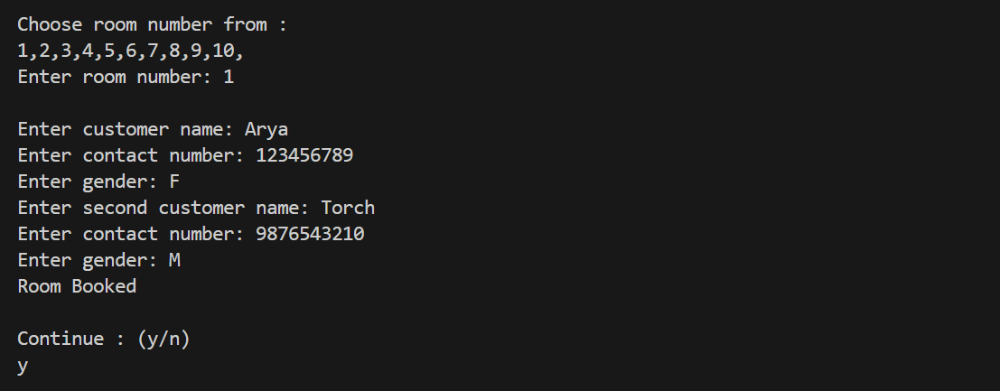 Choose room number from :
1,2,3,4,5,6,7,8,9,10,
Enter room number: 1
Enter customer name: Arya
Enter contact number: 123456789
Enter gender: F
Enter second customer name: Torch
Enter contact number: 9876543210
Enter gender: M
Room Booked
Continue : (y/n)
y